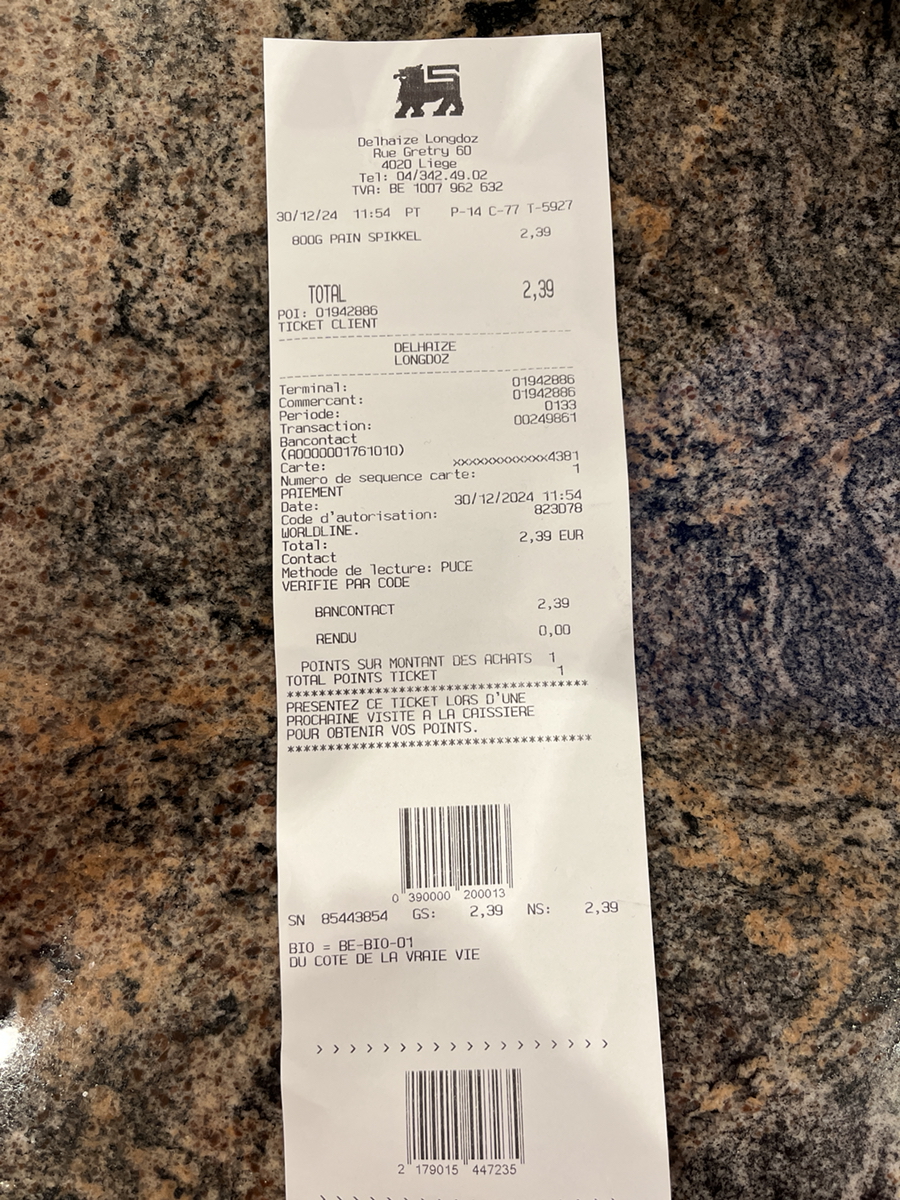 Delhaize Longdoz
Rue Gretry 60
4020 Liege
Tel: 04/342.49.02
TVA: BE 1007 962 632
30/12/24 11:54 PT P-14 C-77 T-5927
800G PAIN SPIKKEL 2,39
TOTAL 2,39
POI: 01942886
TICKET CLIENT
DELHAIZE
LONGDOZ
Terminal: 01942886
Commercant: 01942886
Periode: 0133
Transaction: 00249861
Bancontact
(A0000001761010)
Carte: xxxxxxxxxxxxx4381
Numero de sequence carte: 1
PAIEMENT
Date: 30/12/2024 11:54
Code d'autorisation: 823078
WORLDLINE.
Total: 2,39 EUR
Contact
Methode de lecture: PUCE
VERIFIE PAR CODE
BANCONTACT 2,39
RENDU 0,00
POINTS SUR MONTANT DES ACHATS 1
TOTAL POINTS TICKET 1
************************************
PRESENTEZ CE TICKET LORS D'UNE
PROCHAINE VISITE A LA CAISSIERE
POUR OBTENIR VOS POINTS.
************************************
0 390000 200013
SN 85443854 GS: 2,39 NS: 2,39
BIO = BE-BIO-01
DU COTE DE LA VRAIE VIE
> > > > > > > > > > > > > > > > > >
2 179015 447235